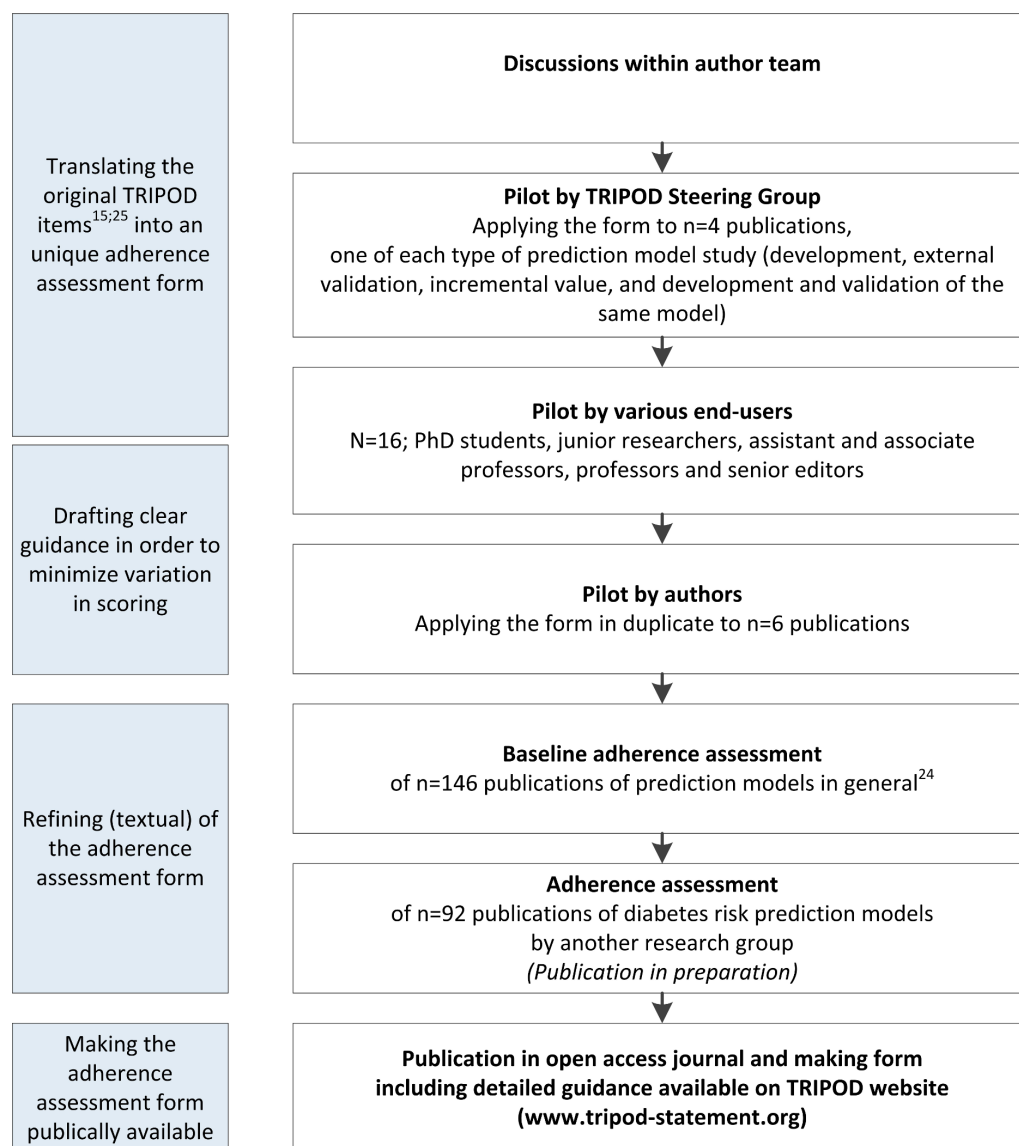 Translating the
original TRIPOD
items15;25 into an
unique adherence
assessment form
Drafting clear
guidance in order to
minimize variation
in scoring
Refining (textual) of
the adherence
assessment form
Making the
adherence
assessment form
publically available
Discussions within author team
Pilot by TRIPOD Steering Group
Applying the form to n=4 publications,
one of each type of prediction model study (development, external
validation, incremental value, and development and validation of the
same model)
Pilot by various end-users
N=16; PhD students, junior researchers, assistant and associate
professors, professors and senior editors
Pilot by authors
Applying the form in duplicate to n=6 publications
Baseline adherence assessment
of n=146 publications of prediction models in general24
Adherence assessment
of n=92 publications of diabetes risk prediction models
by another research group
(Publication in preparation)
Publication in open access journal and making form
including detailed guidance available on TRIPOD website
(www.tripod-statement.org)